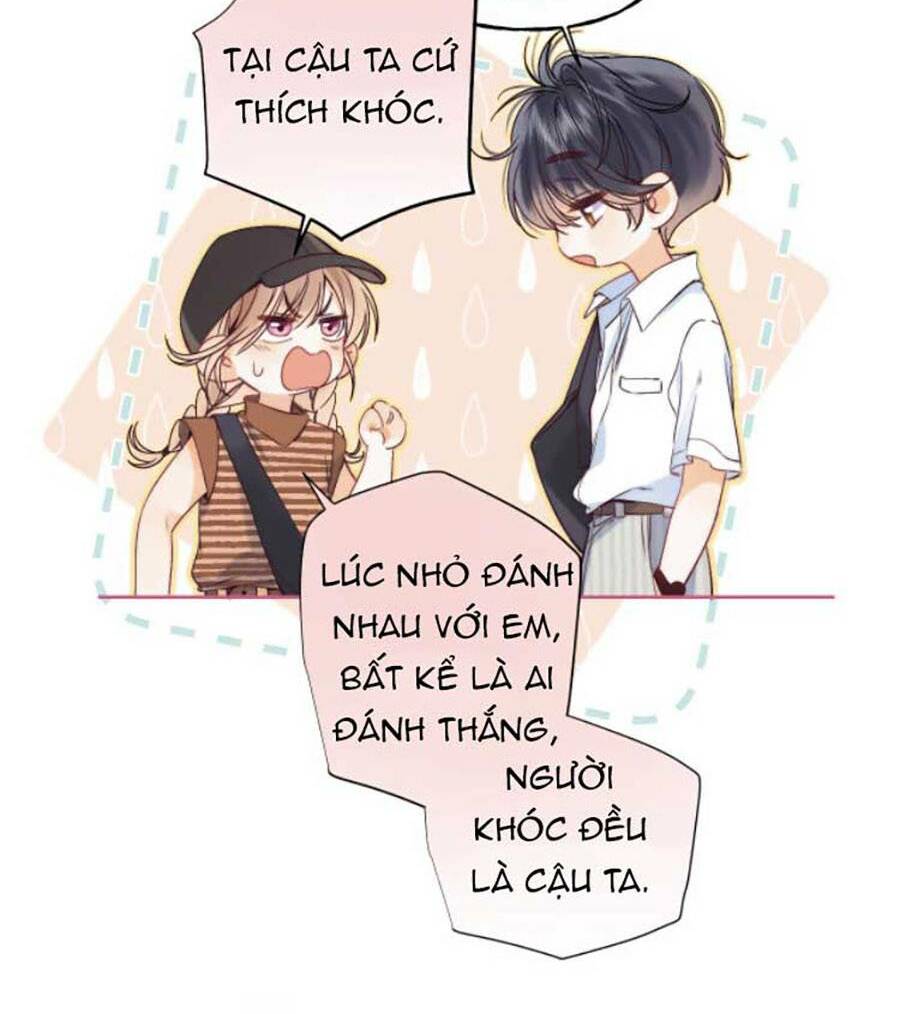 TẠI CẬU TA CỨ
THÍCH KHÓC.
LÚC NHỎ ĐÁNH
NHAU VỚI EM,
BẤT KỂ LÀ AI
ĐÁNH THẮNG,
NGƯỜI
KHÓC ĐỀU
LÀ CẬU TA.